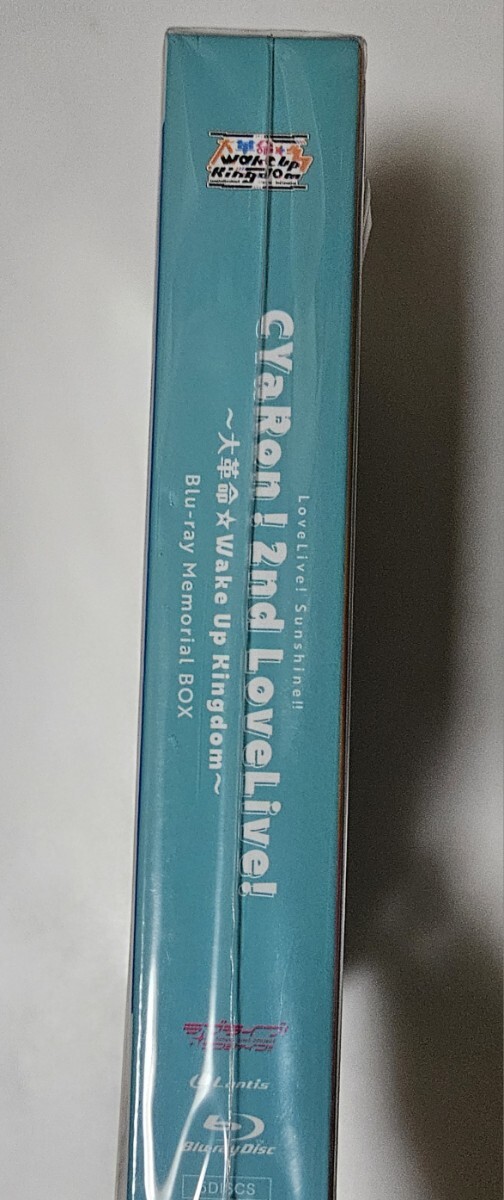 大革命☆
Wake Up
Kingdom
LoveLive! Sunshine!!
CYaRon! 2nd LoveLive!
～大革命☆Wake Up Kingdom～
Blu-ray Memorial BOX
Lantis
Blu-ray Disc
5DISCS